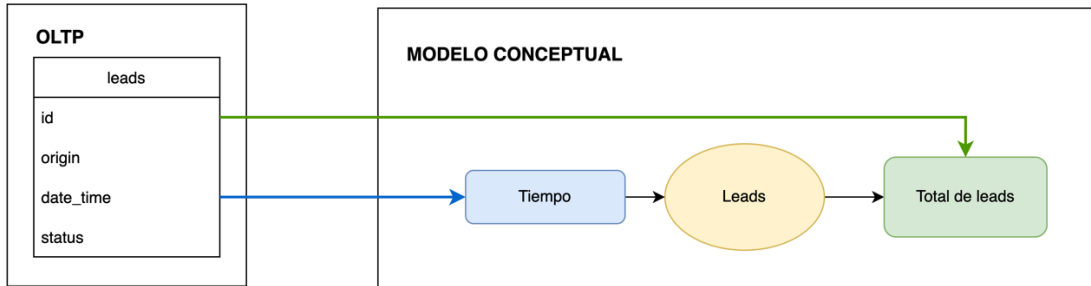 OLTP
leads
id
origin
date_time
status
MODELO CONCEPTUAL
Tiempo
Leads
Total de leads